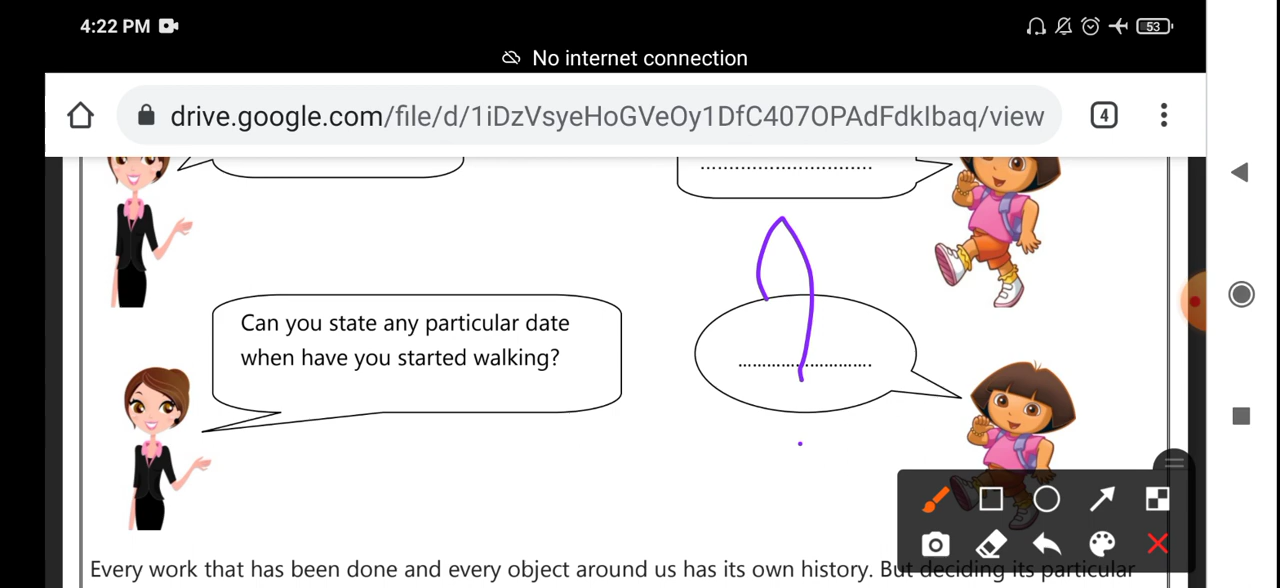 4:22 PM
53
No internet connection
drive.google.com/file/d/1iDzVsyeHoGVeOy1DfC407OPAdFdkIbaq/view
4
.................................
Can you state any particular date
when have you started walking?
.................................
Every work that has been done and every object around us has its own history. But deciding its particular